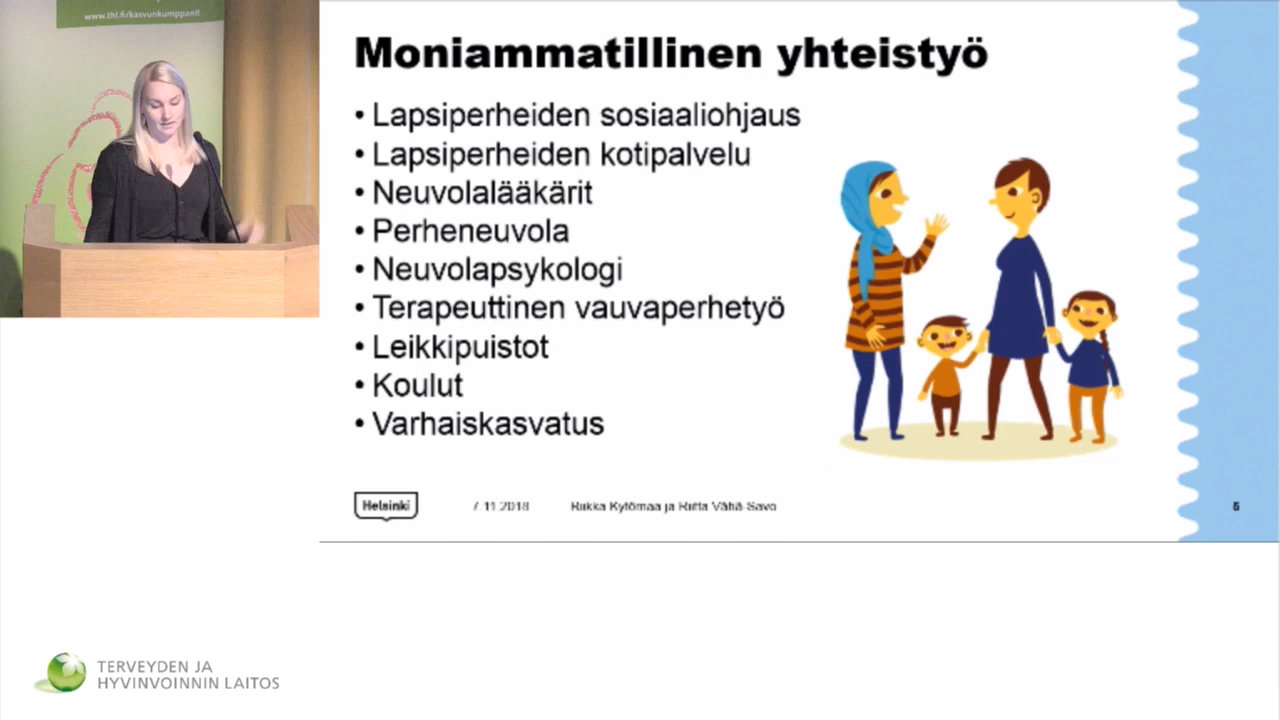 www.thl.fi/kasvunkumppanit
Moniammatillinen yhteistyö
• Lapsiperheiden sosiaaliohjaus
• Lapsiperheiden kotipalvelu
• Neuvolalääkärit
• Perheneuvola
• Neuvolapsykologi
• Terapeuttinen vauvaperhetyö
• Leikkipuistot
• Koulut
• Varhaiskasvatus
Helsinki
7.11.2018
Riikka Kytömaa ja Riitta Vähä-Savo
6
TERVEYDEN JA
HYVINVOINNIN LAITOS